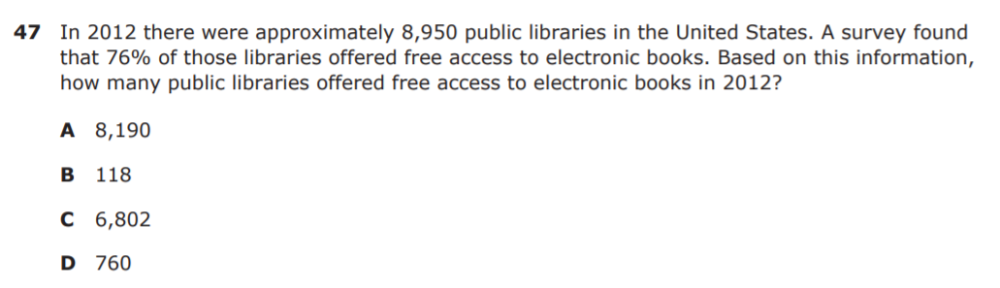 47 In 2012 there were approximately 8,950 public libraries in the United States. A survey found
that 76% of those libraries offered free access to electronic books. Based on this information,
how many public libraries offered free access to electronic books in 2012?
A 8,190
B 118
C 6,802
D 760